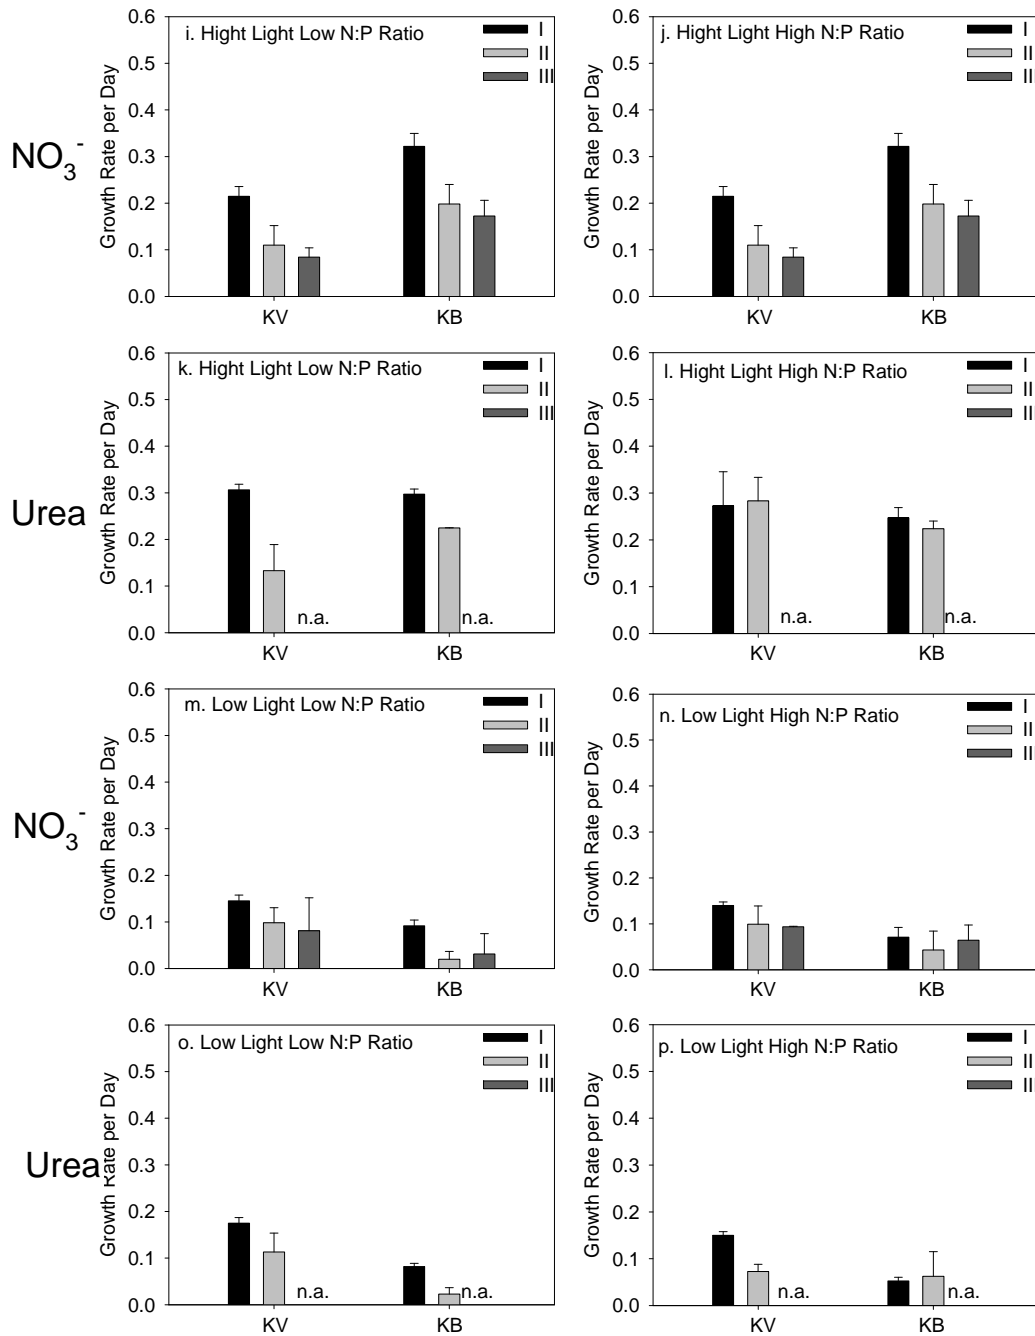 NO3-
Growth Rate per Day
0.6
0.5
0.4
0.3
0.2
0.1
0.0
i. Hight Light Low N:P Ratio
I
II
III
KV
KB
Growth Rate per Day
0.6
0.5
0.4
0.3
0.2
0.1
0.0
j. Hight Light High N:P Ratio
I
II
III
KV
KB
Urea
Growth Rate per Day
0.6
0.5
0.4
0.3
0.2
0.1
0.0
k. Hight Light Low N:P Ratio
I
II
III
n.a.
n.a.
KV
KB
Growth Rate per Day
0.6
0.5
0.4
0.3
0.2
0.1
0.0
l. Hight Light High N:P Ratio
I
II
III
n.a.
n.a.
KV
KB
NO3-
Growth Rate per Day
0.6
0.5
0.4
0.3
0.2
0.1
0.0
m. Low Light Low N:P Ratio
I
II
III
KV
KB
Growth Rate per Day
0.6
0.5
0.4
0.3
0.2
0.1
0.0
n. Low Light High N:P Ratio
I
II
III
KV
KB
Urea
Growth Rate per Day
0.6
0.5
0.4
0.3
0.2
0.1
0.0
o. Low Light Low N:P Ratio
I
II
III
n.a.
n.a.
KV
KB
Growth Rate per Day
0.6
0.5
0.4
0.3
0.2
0.1
0.0
p. Low Light High N:P Ratio
I
II
III
n.a.
n.a.
KV
KB